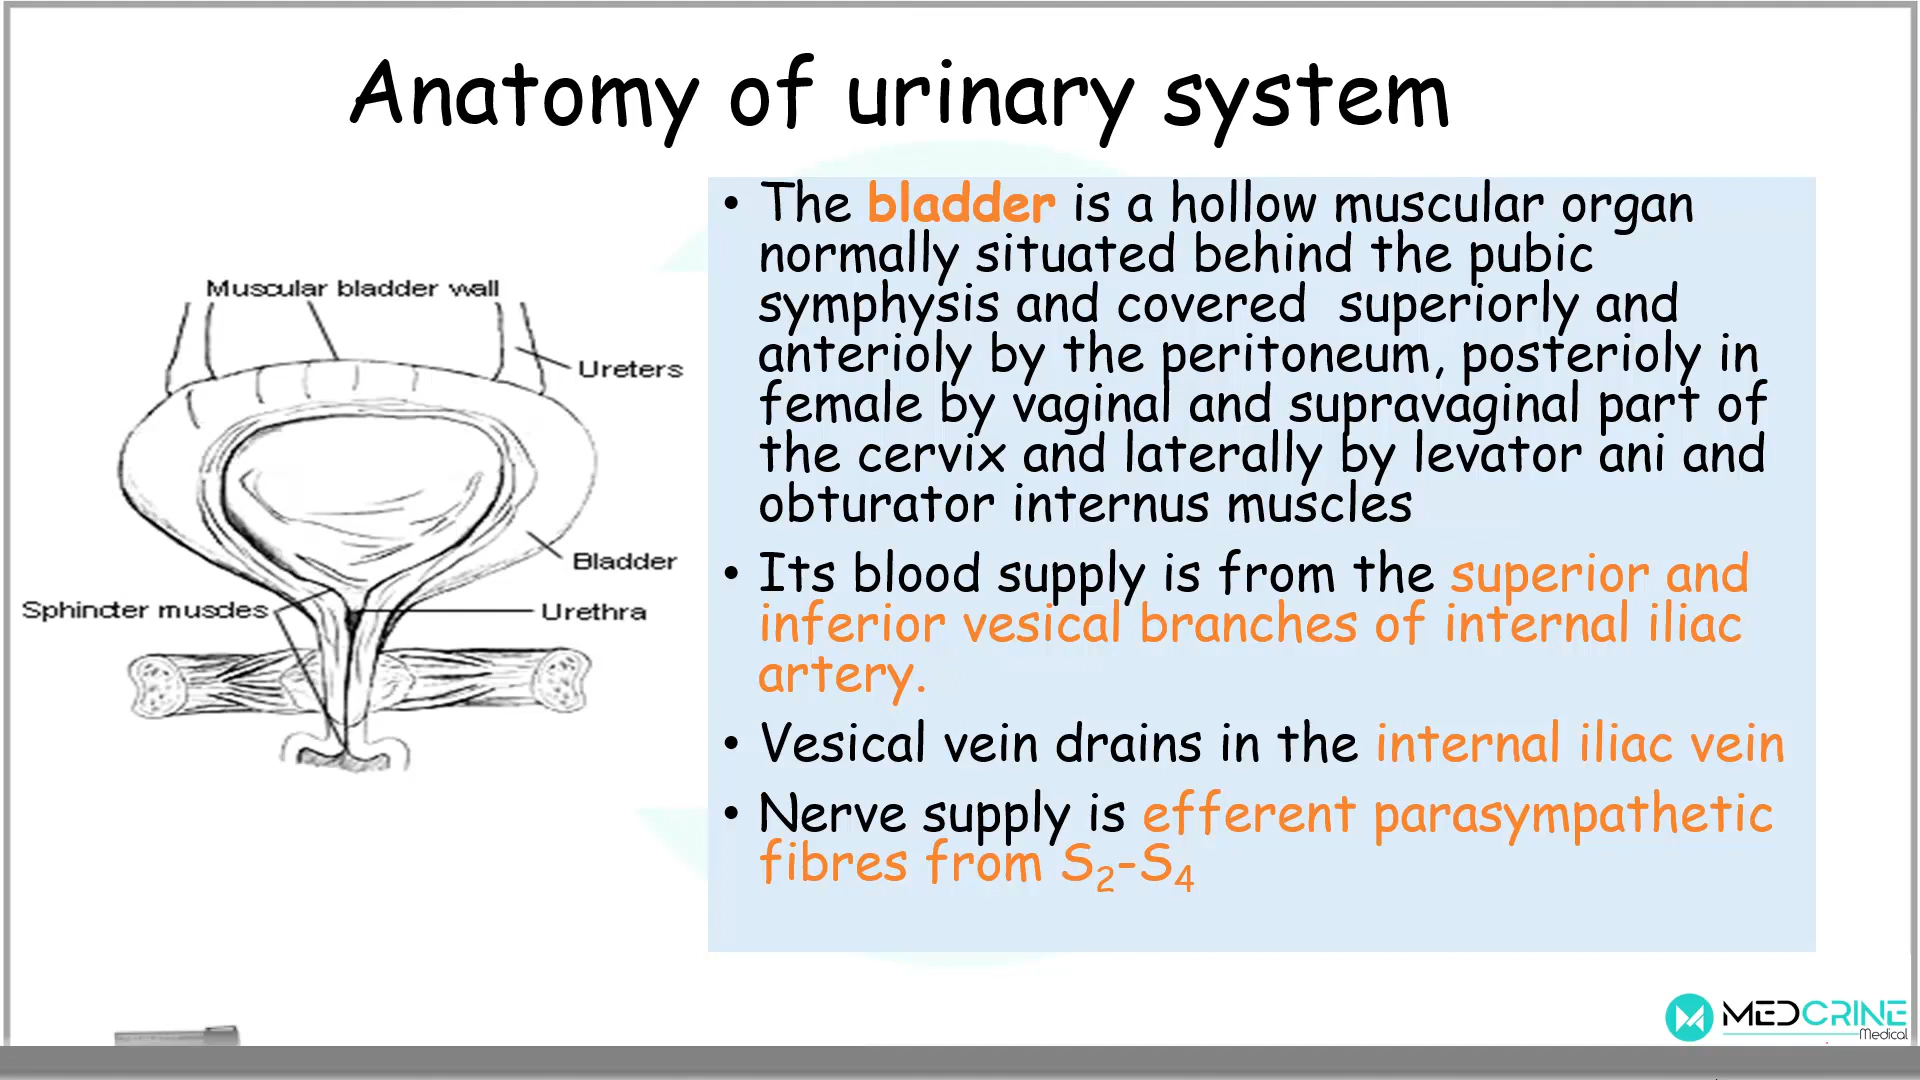 Anatomy of urinary system
• The bladder is a hollow muscular organ
normally situated behind the pubic
symphysis and covered  superiorly and
anterioly by the peritoneum, posterioly in
female by vaginal and supravaginal part of
the cervix and laterally by levator ani and
obturator internus muscles
• Its blood supply is from the superior and
inferior vesical branches of internal iliac
artery.
• Vesical vein drains in the internal iliac vein
• Nerve supply is efferent parasympathetic
fibres from S₂-S₄
Muscular bladder wall
Ureters
Bladder
Sphincter muscles
Urethra
MEDCRINE
Medical